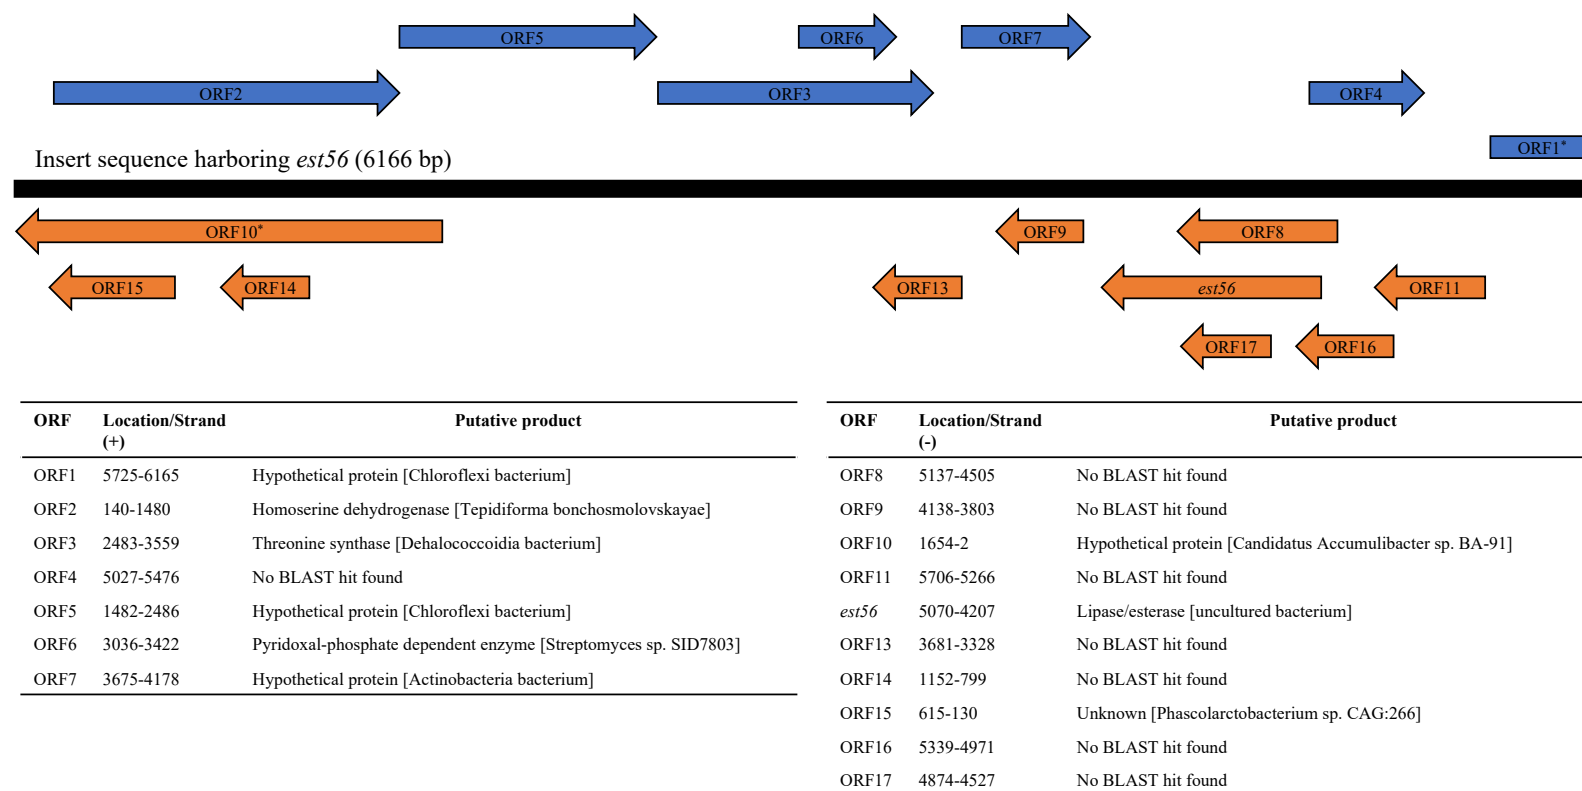 ORF5
ORF6
ORF7
ORF2
ORF3
ORF4
ORF1*
Insert sequence harboring est56 (6166 bp)
ORF10*
ORF9
ORF8
ORF15
ORF14
ORF13
est56
ORF11
ORF17
ORF16
ORF Location/Strand (+) Putative product
ORF1 5725-6165 Hypothetical protein [Chloroflexi bacterium]
ORF2 140-1480 Homoserine dehydrogenase [Tepidiforma bonchosmolovskayae]
ORF3 2483-3559 Threonine synthase [Dehalococcoidia bacterium]
ORF4 5027-5476 No BLAST hit found
ORF5 1482-2486 Hypothetical protein [Chloroflexi bacterium]
ORF6 3036-3422 Pyridoxal-phosphate dependent enzyme [Streptomyces sp. SID7803]
ORF7 3675-4178 Hypothetical protein [Actinobacteria bacterium]
ORF Location/Strand (-) Putative product
ORF8 5137-4505 No BLAST hit found
ORF9 4138-3803 No BLAST hit found
ORF10 1654-2 Hypothetical protein [Candidatus Accumulibacter sp. BA-91]
ORF11 5706-5266 No BLAST hit found
est56 5070-4207 Lipase/esterase [uncultured bacterium]
ORF13 3681-3328 No BLAST hit found
ORF14 1152-799 No BLAST hit found
ORF15 615-130 Unknown [Phascolarctobacterium sp. CAG:266]
ORF16 5339-4971 No BLAST hit found
ORF17 4874-4527 No BLAST hit found